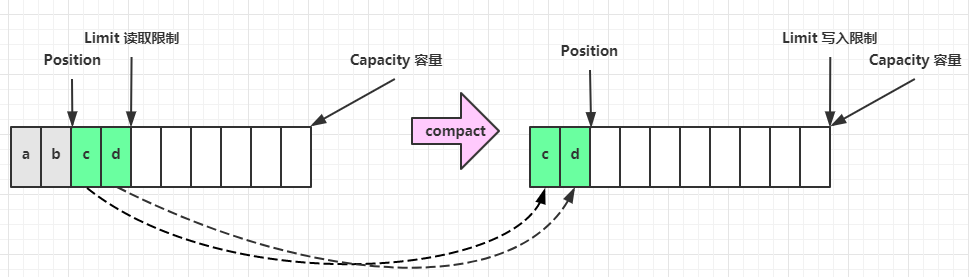 Limit 读取限制
Position
Capacity 容量
a b c d
compact
Limit 写入限制
Position
Capacity 容量
c d